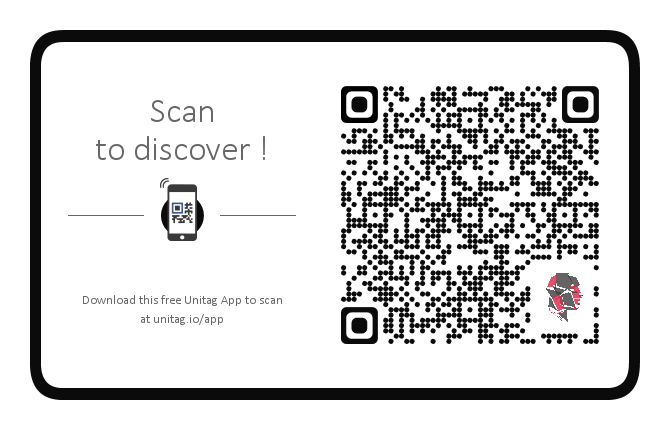 Scan
to discover !
Download this free Unitag App to scan
at unitag.io/app